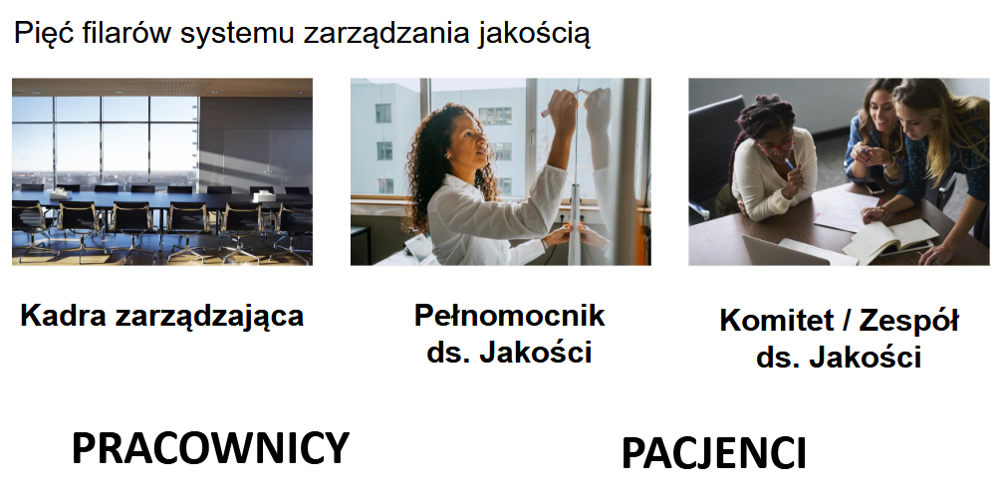 Pięć filarów systemu zarządzania jakością
Kadra zarządzająca
Pełnomocnik
ds. Jakości
Komitet / Zespół
ds. Jakości
PRACOWNICY
PACJENCI